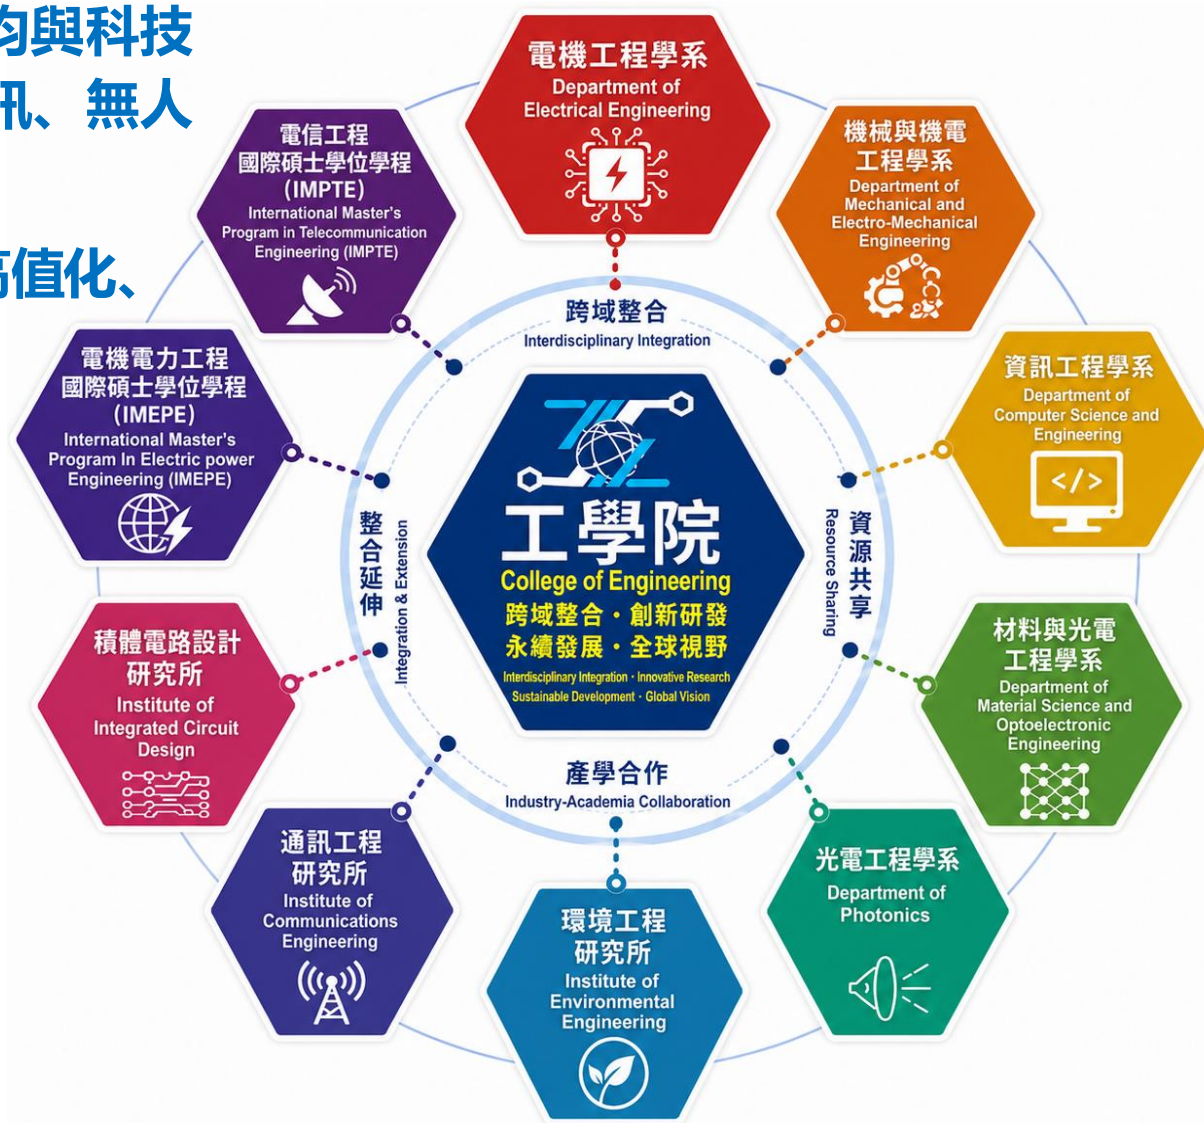 均與科技
訊、無人
高值化、
電機工程學系
Department of
Electrical Engineering
機械與機電
工程學系
Department of
Mechanical and
Electro-Mechanical
Engineering
資訊工程學系
Department of
Computer Science and
Engineering
</>
材料與光電
工程學系
Department of
Material Science and
Optoelectronic
Engineering
光電工程學系
Department of
Photonics
環境工程
研究所
Institute of
Environmental
Engineering
通訊工程
研究所
Institute of
Communications
Engineering
積體電路設計
研究所
Institute of
Integrated Circuit
Design
電機電力工程
國際碩士學位學程
(IMEPE)
International Master's
Program In Electric power
Engineering (IMEPE)
電信工程
國際碩士學位學程
(IMPTE)
International Master's
Program in Telecommunication
Engineering (IMPTE)
跨域整合
Interdisciplinary Integration
資源共享
Resource Sharing
產學合作
Industry-Academia Collaboration
整合延伸
Integration & Extension
工學院
College of Engineering
跨域整合・創新研發
永續發展・全球視野
Interdisciplinary Integration · Innovative Research
Sustainable Development · Global Vision